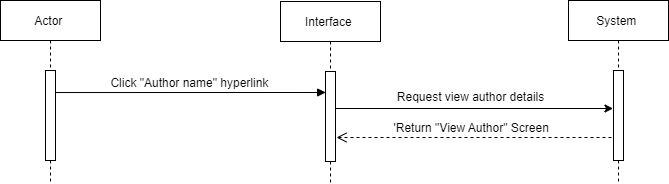 Actor
Interface
System
Click "Author name" hyperlink
Request view author details
'Return "View Author" Screen